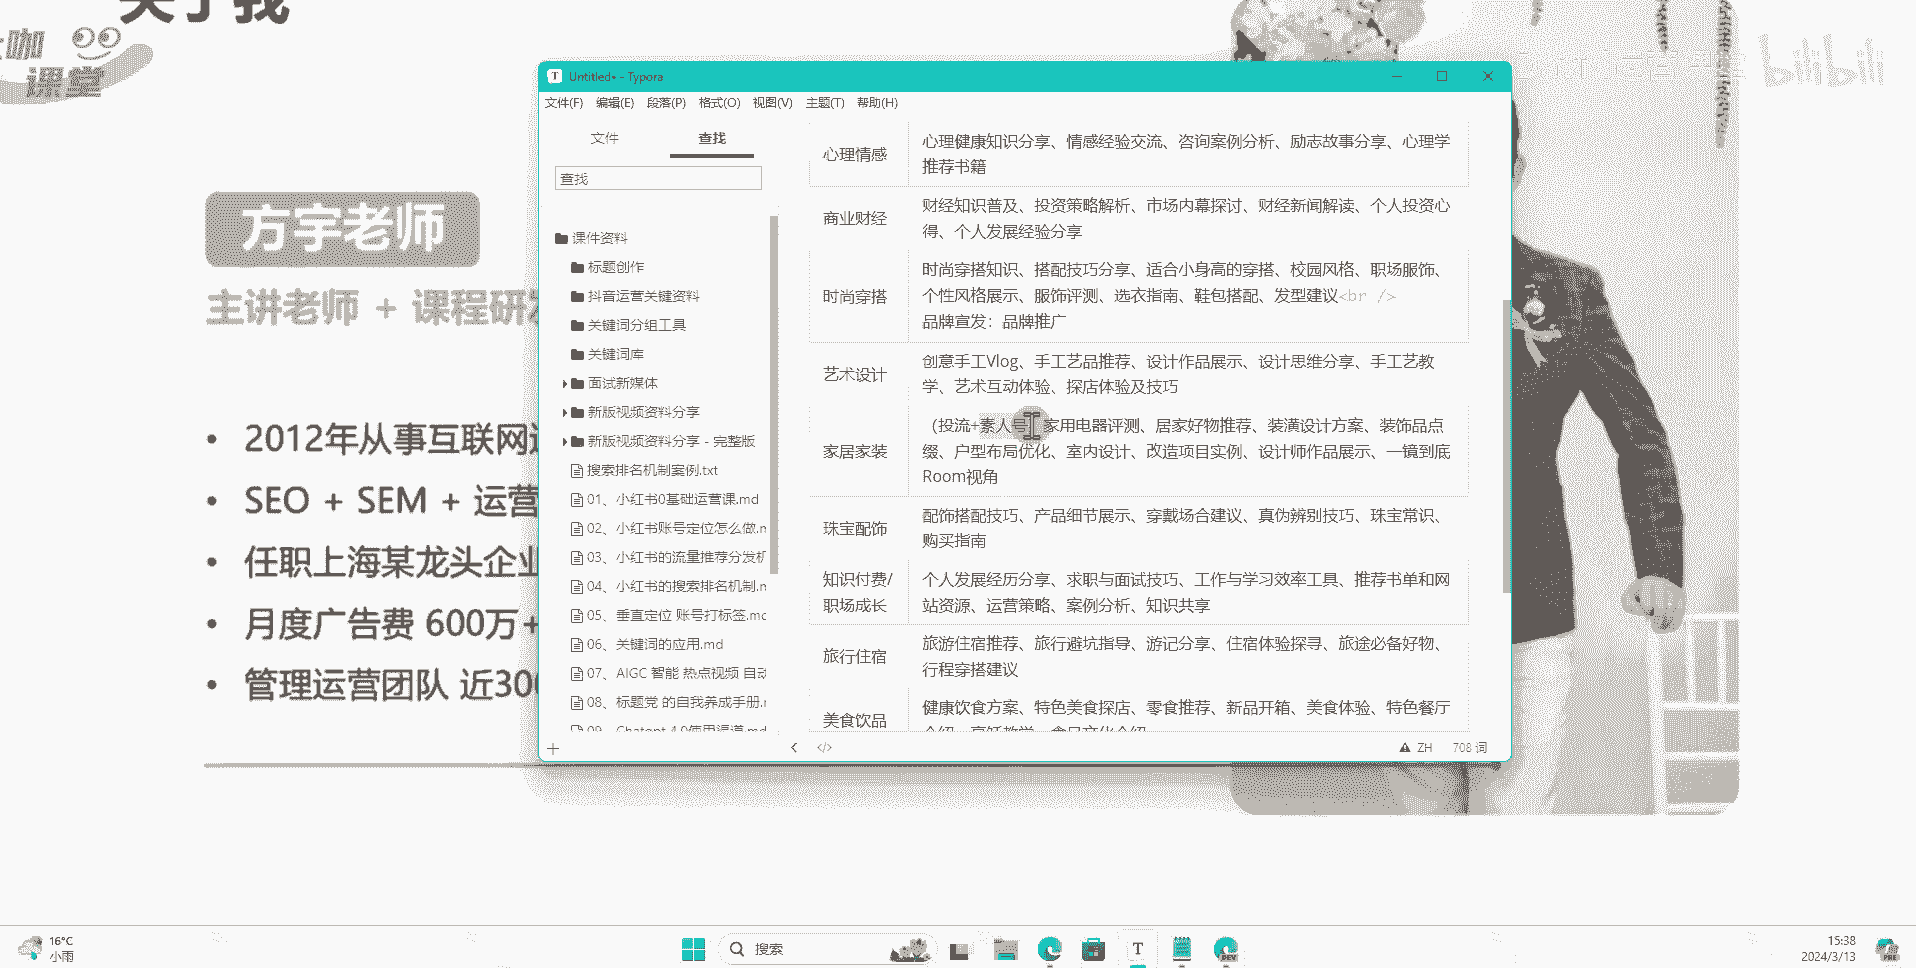 关于我
咖
课堂
bilibili
方宇老师
主讲老师 + 课程研发
2012年从事互联网运
SEO + SEM + 运营
任职上海某龙头企业
月度广告费 600万+
管理运营团队 近300
Untitled• - Typora
文件(F) 编辑(E) 段落(P) 格式(O) 视图(V) 主题(T) 帮助(H)
文件 查找
查找
课件资料
标题创作
抖音运营关键资料
关键词分组工具
关键词库
面试新媒体
新版视频资料分享
新版视频资料分享 - 完整版
搜索排名机制案例.txt
01、小红书0基础运营课.md
02、小红书账号定位怎么做.m
03、小红书的流量推荐分发机
04、小红书的搜索排名机制.m
05、垂直定位 账号打标签.md
06、关键词的应用.md
07、AIGC 智能 热点视频 自动
08、标题党 的自我养成手册.m
09、Chatgpt 4.0使用渠道.md
心理情感
心理健康知识分享、情感经验交流、咨询案例分析、励志故事分享、心理学
推荐书籍
商业财经
财经知识普及、投资策略解析、市场内幕探讨、财经新闻解读、个人投资心
得、个人发展经验分享
时尚穿搭
时尚穿搭知识、搭配技巧分享、适合小身高的穿搭、校园风格、职场服饰、
个性风格展示、服饰评测、选衣指南、鞋包搭配、发型建议<br />
品牌宣发：品牌推广
艺术设计
创意手工Vlog、手工艺品推荐、设计作品展示、设计思维分享、手工艺教
学、艺术互动体验、探店体验及技巧
家居家装
（投流+素人号）家用电器评测、居家好物推荐、装潢设计方案、装饰品点
缀、户型布局优化、室内设计、改造项目实例、设计师作品展示、一镜到底
Room视角
珠宝配饰
配饰搭配技巧、产品细节展示、穿戴场合建议、真伪辨别技巧、珠宝常识、
购买指南
知识付费/
职场成长
个人发展经历分享、求职与面试技巧、工作与学习效率工具、推荐书单和网
站资源、运营策略、案例分析、知识共享
旅行住宿
旅游住宿推荐、旅行避坑指导、游记分享、住宿体验探寻、旅途必备好物、
行程穿搭建议
美食饮品
健康饮食方案、特色美食探店、零食推荐、新品开箱、美食体验、特色餐厅
介绍、烹饪教学、食品文化介绍
ZH 708 词
16°C
小雨
搜索
15:38
2024/3/13